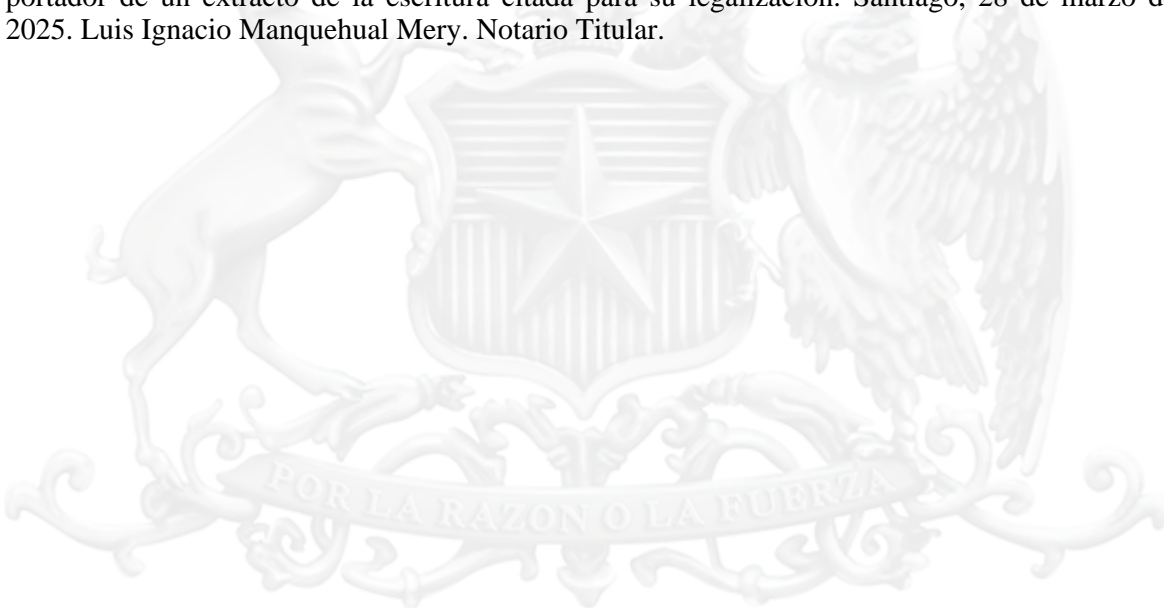 portador de un extracto de la escritura citada para su legalización. Santiago, 28 de marzo d
2025. Luis Ignacio Manquehual Mery. Notario Titular.
POR LA RAZON O LA FUERZA